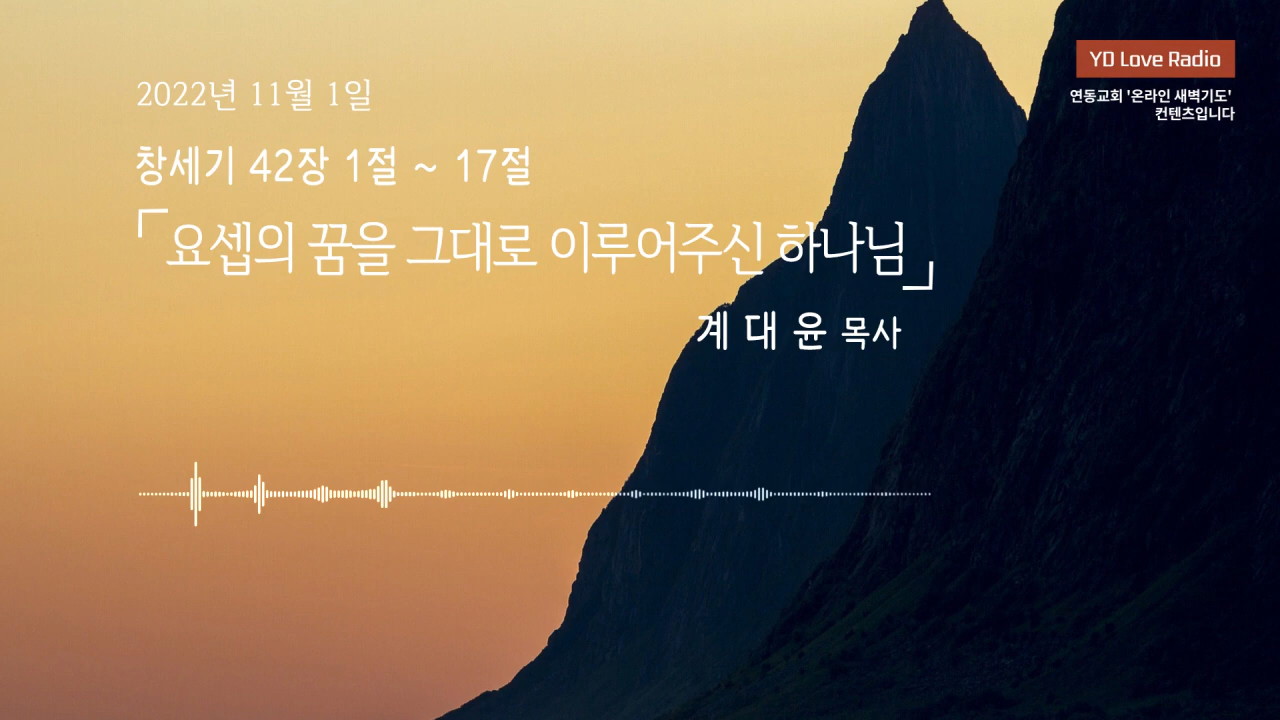 2022년 11월 1일
창세기 42장 1절 ~ 17절
「요셉의 꿈을 그대로 이루어주신 하나님」
계 대 윤 목사
YD Love Radio
연동교회 '온라인 새벽기도'
컨텐츠입니다